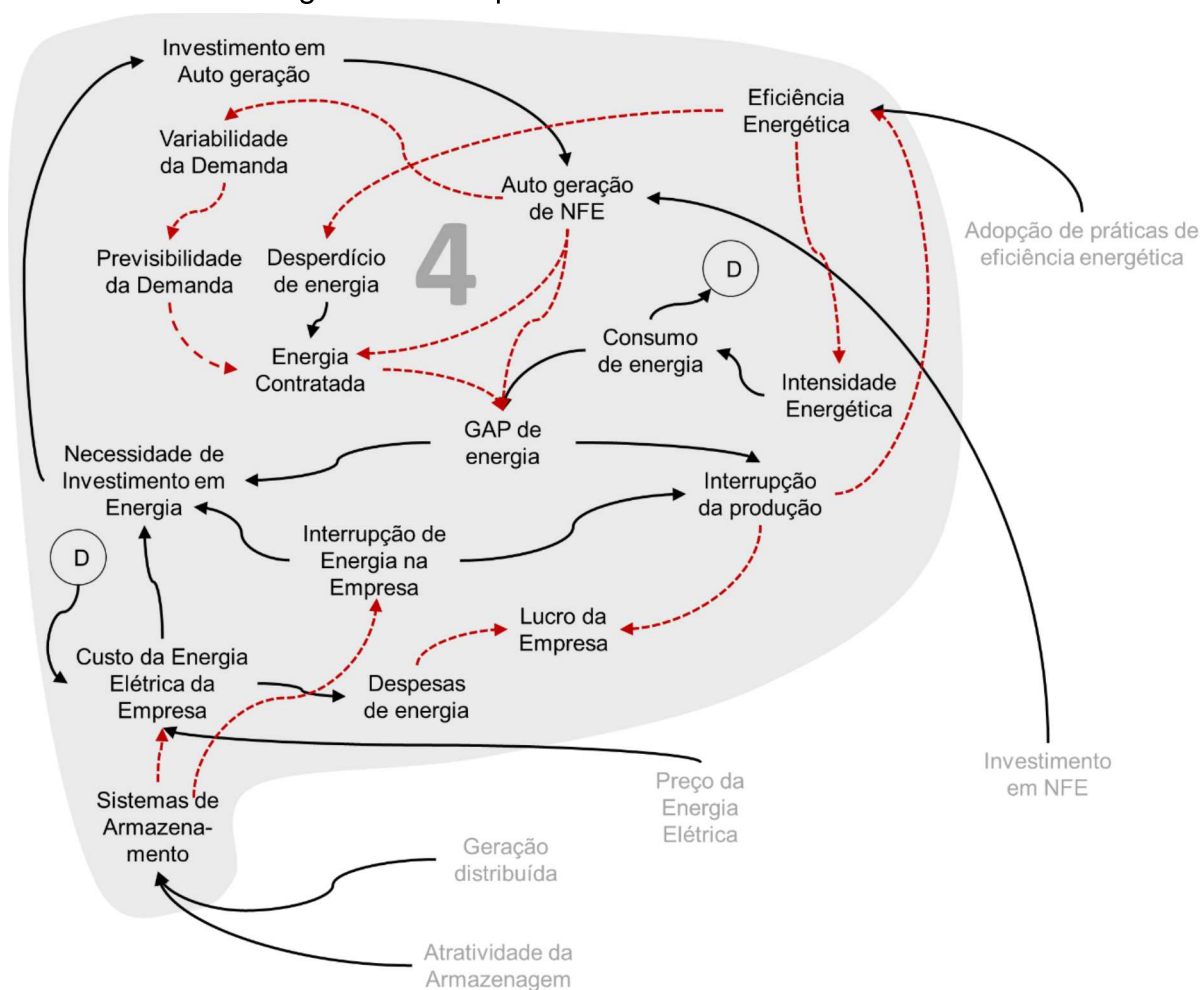 Investimento em
Auto geração
Eficiência
Energética
Variabilidade
da Demanda
Auto geração
de NFE
Adopção de práticas de
eficiência energética
Previsibilidade
da Demanda
Desperdício
de energia
4
D
Consumo
de energia
Energia
Contratada
Intensidade
Energética
GAP de
energia
Necessidade de
Investimento em
Energia
Interrupção
da produção
Interrupção de
Energia na
Empresa
D
Lucro da
Empresa
Custo da Energia
Elétrica da
Empresa
Despesas
de energia
Investimento
em NFE
Preço da
Energia
Elétrica
Sistemas de
Armazena-
mento
Geração
distribuída
Atratividade da
Armazenagem